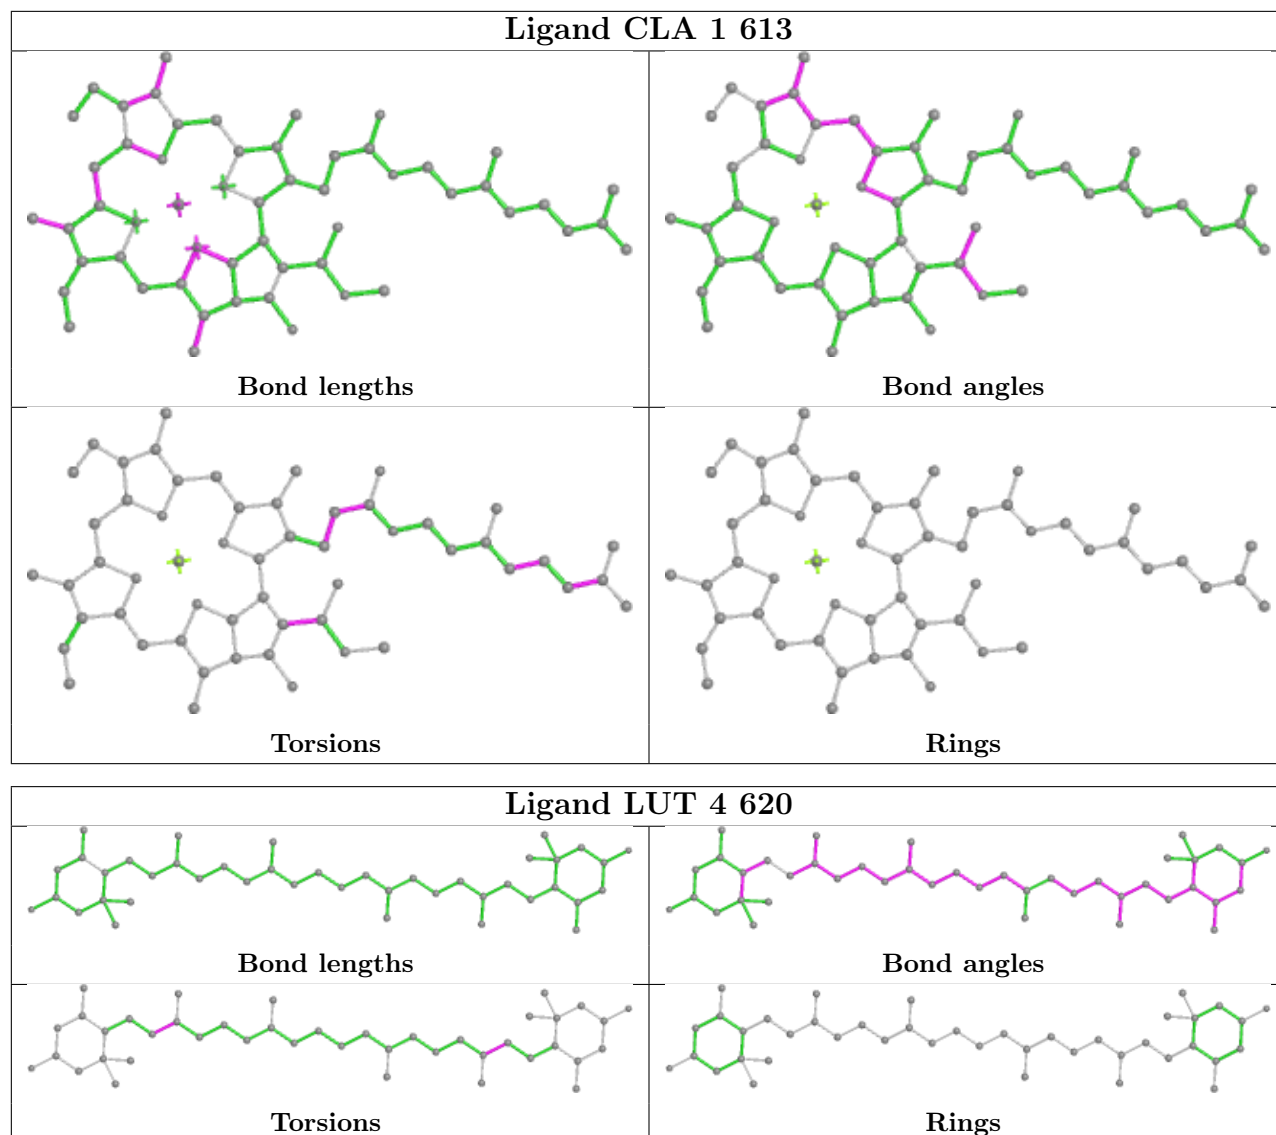 Ligand CLA 1 613
Bond lengths
Bond angles
Torsions
Rings
Ligand LUT 4 620
Bond lengths
Bond angles
Torsions
Rings